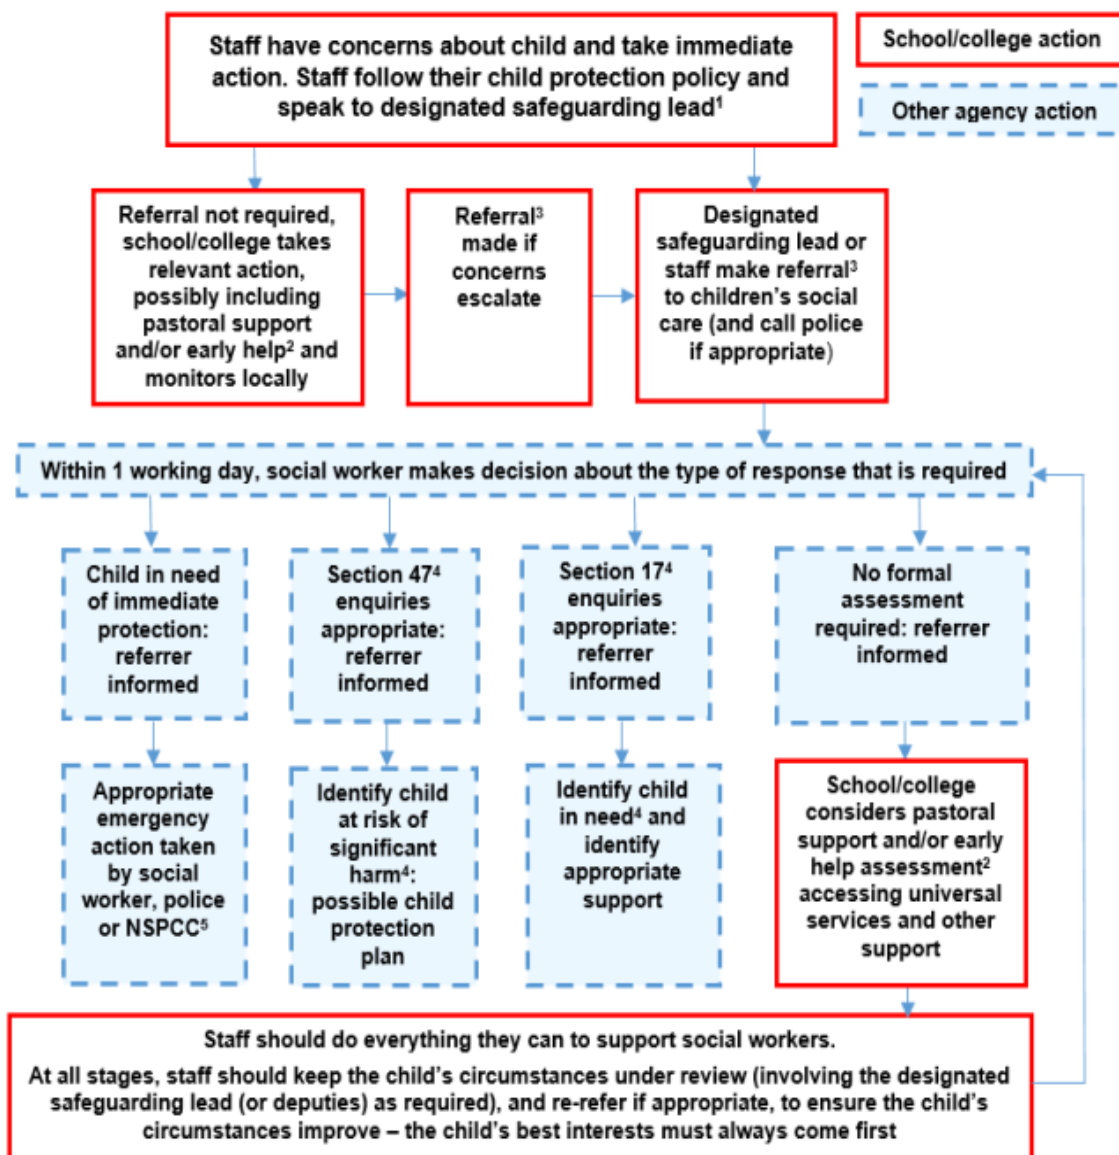 Staff have concerns about child and take immediate
action. Staff follow their child protection policy and
speak to designated safeguarding lead¹
School/college action
Other agency action
Referral not required,
school/college takes
relevant action,
possibly including
pastoral support
and/or early help² and
monitors locally
Referral³
made if
concerns
escalate
Designated
safeguarding lead or
staff make referral³
to children’s social
care (and call police
if appropriate)
Within 1 working day, social worker makes decision about the type of response that is required
Child in need
of immediate
protection:
referrer
informed
Section 47⁴
enquiries
appropriate:
referrer
informed
Section 17⁴
enquiries
appropriate:
referrer
informed
No formal
assessment
required: referrer
informed
Appropriate
emergency
action taken
by social
worker, police
or NSPCC⁵
Identify child
at risk of
significant
harm⁴:
possible child
protection
plan
Identify child
in need⁴ and
identify
appropriate
support
School/college
considers pastoral
support and/or early
help assessment²
accessing universal
services and other
support
Staff should do everything they can to support social workers.
At all stages, staff should keep the child’s circumstances under review (involving the designated
safeguarding lead (or deputies) as required), and re-refer if appropriate, to ensure the child’s
circumstances improve – the child’s best interests must always come first